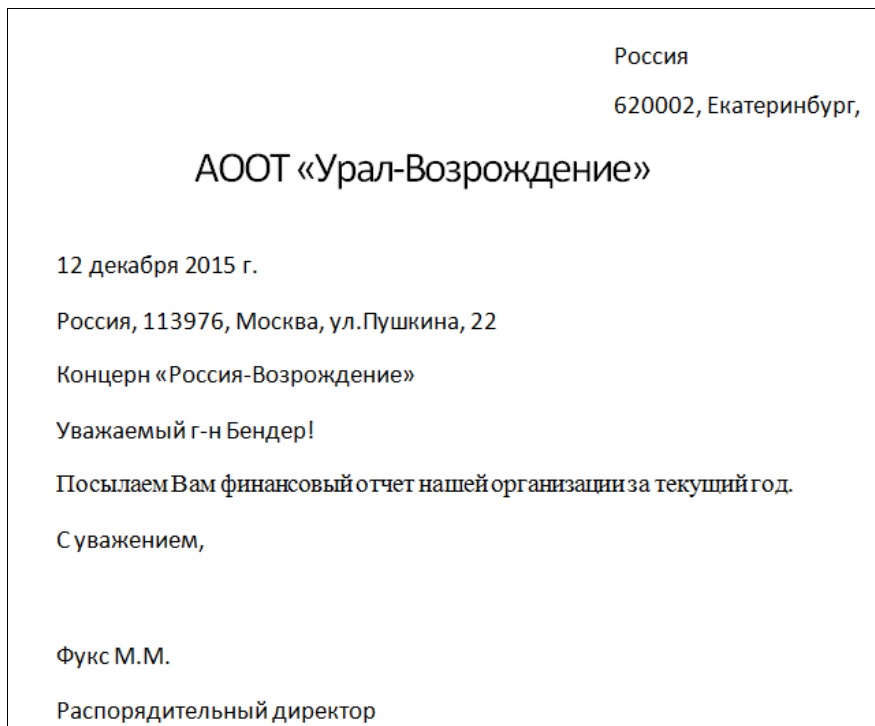 Россия
620002, Екатеринбург,
АООТ «Урал-Возрождение»
12 декабря 2015 г.
Россия, 113976, Москва, ул.Пушкина, 22
Концерн «Россия-Возрождение»
Уважаемый г-н Бендер!
Посылаем Вам финансовый отчет нашей организации за текущий год.
С уважением,
Фукс М.М.
Распорядительный директор